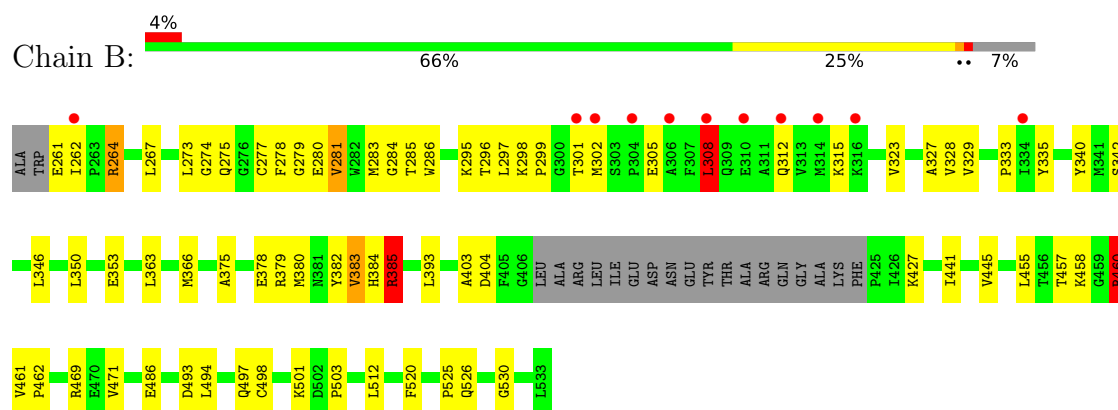 4%
Chain B:
66% 25% •• 7%
ALA TRP E261 I262 P263 R264 L267 L273 G274 Q275 G276 C277 F278 G279 E280 V281 W282 M283 G284 T285 W286 K295 T296 L297 K298 P299 G300 T301 M302 S303 P304 E305 A306 F307 L308 Q309 E310 A311 Q312 V313 M314 K315 K316 V323 A327 V328 V329 P333 I334 Y335 Y340 M341 S342
L346 L350 E353 L363 M366 A375 E378 R379 M380 N381 Y382 V383 H384 R385 L393 A403 D404 F405 G406 LEU ALA ARG LEU ILE GLU ASP ASN GLU TYR THR ALA ARG GLN GLY ALA LYS PHE P425 I426 K427 I441 V445 L455 T456 T457 K458 G459 R460
V461 P462 R469 E470 V471 E486 D493 L494 Q497 C498 K501 D502 P503 L512 F520 P525 Q526 G530 L533